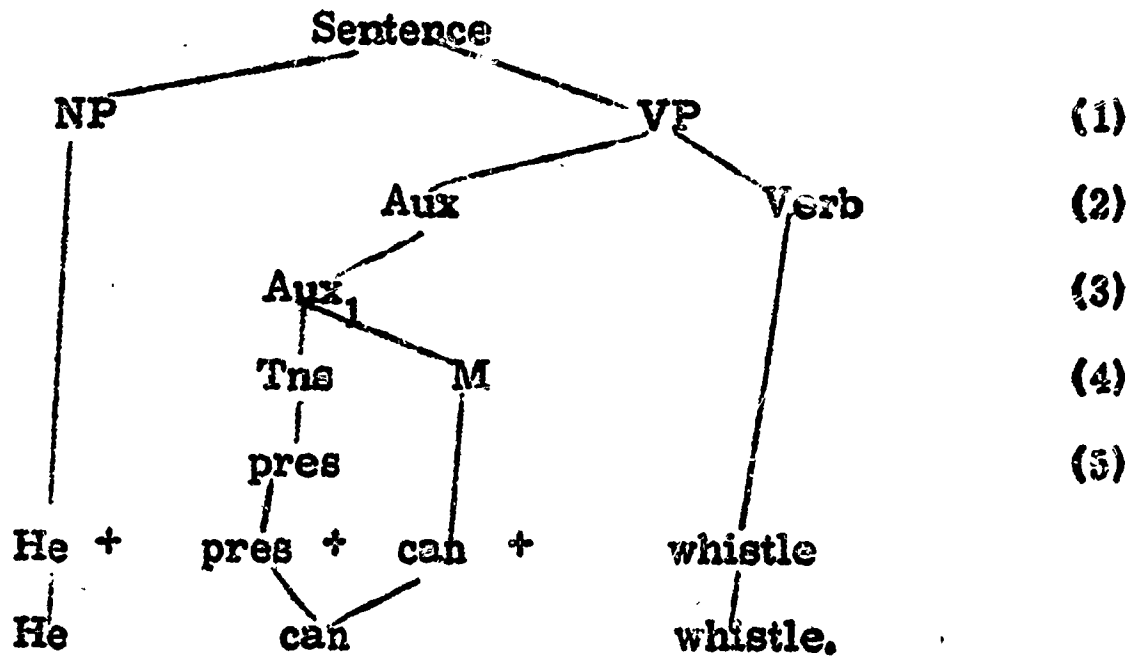 Sentence
NP VP (1)
Aux Verb (2)
Aux₁ (3)
Tns M (4)
pres (5)
He + pres + can + whistle
He can whistle.